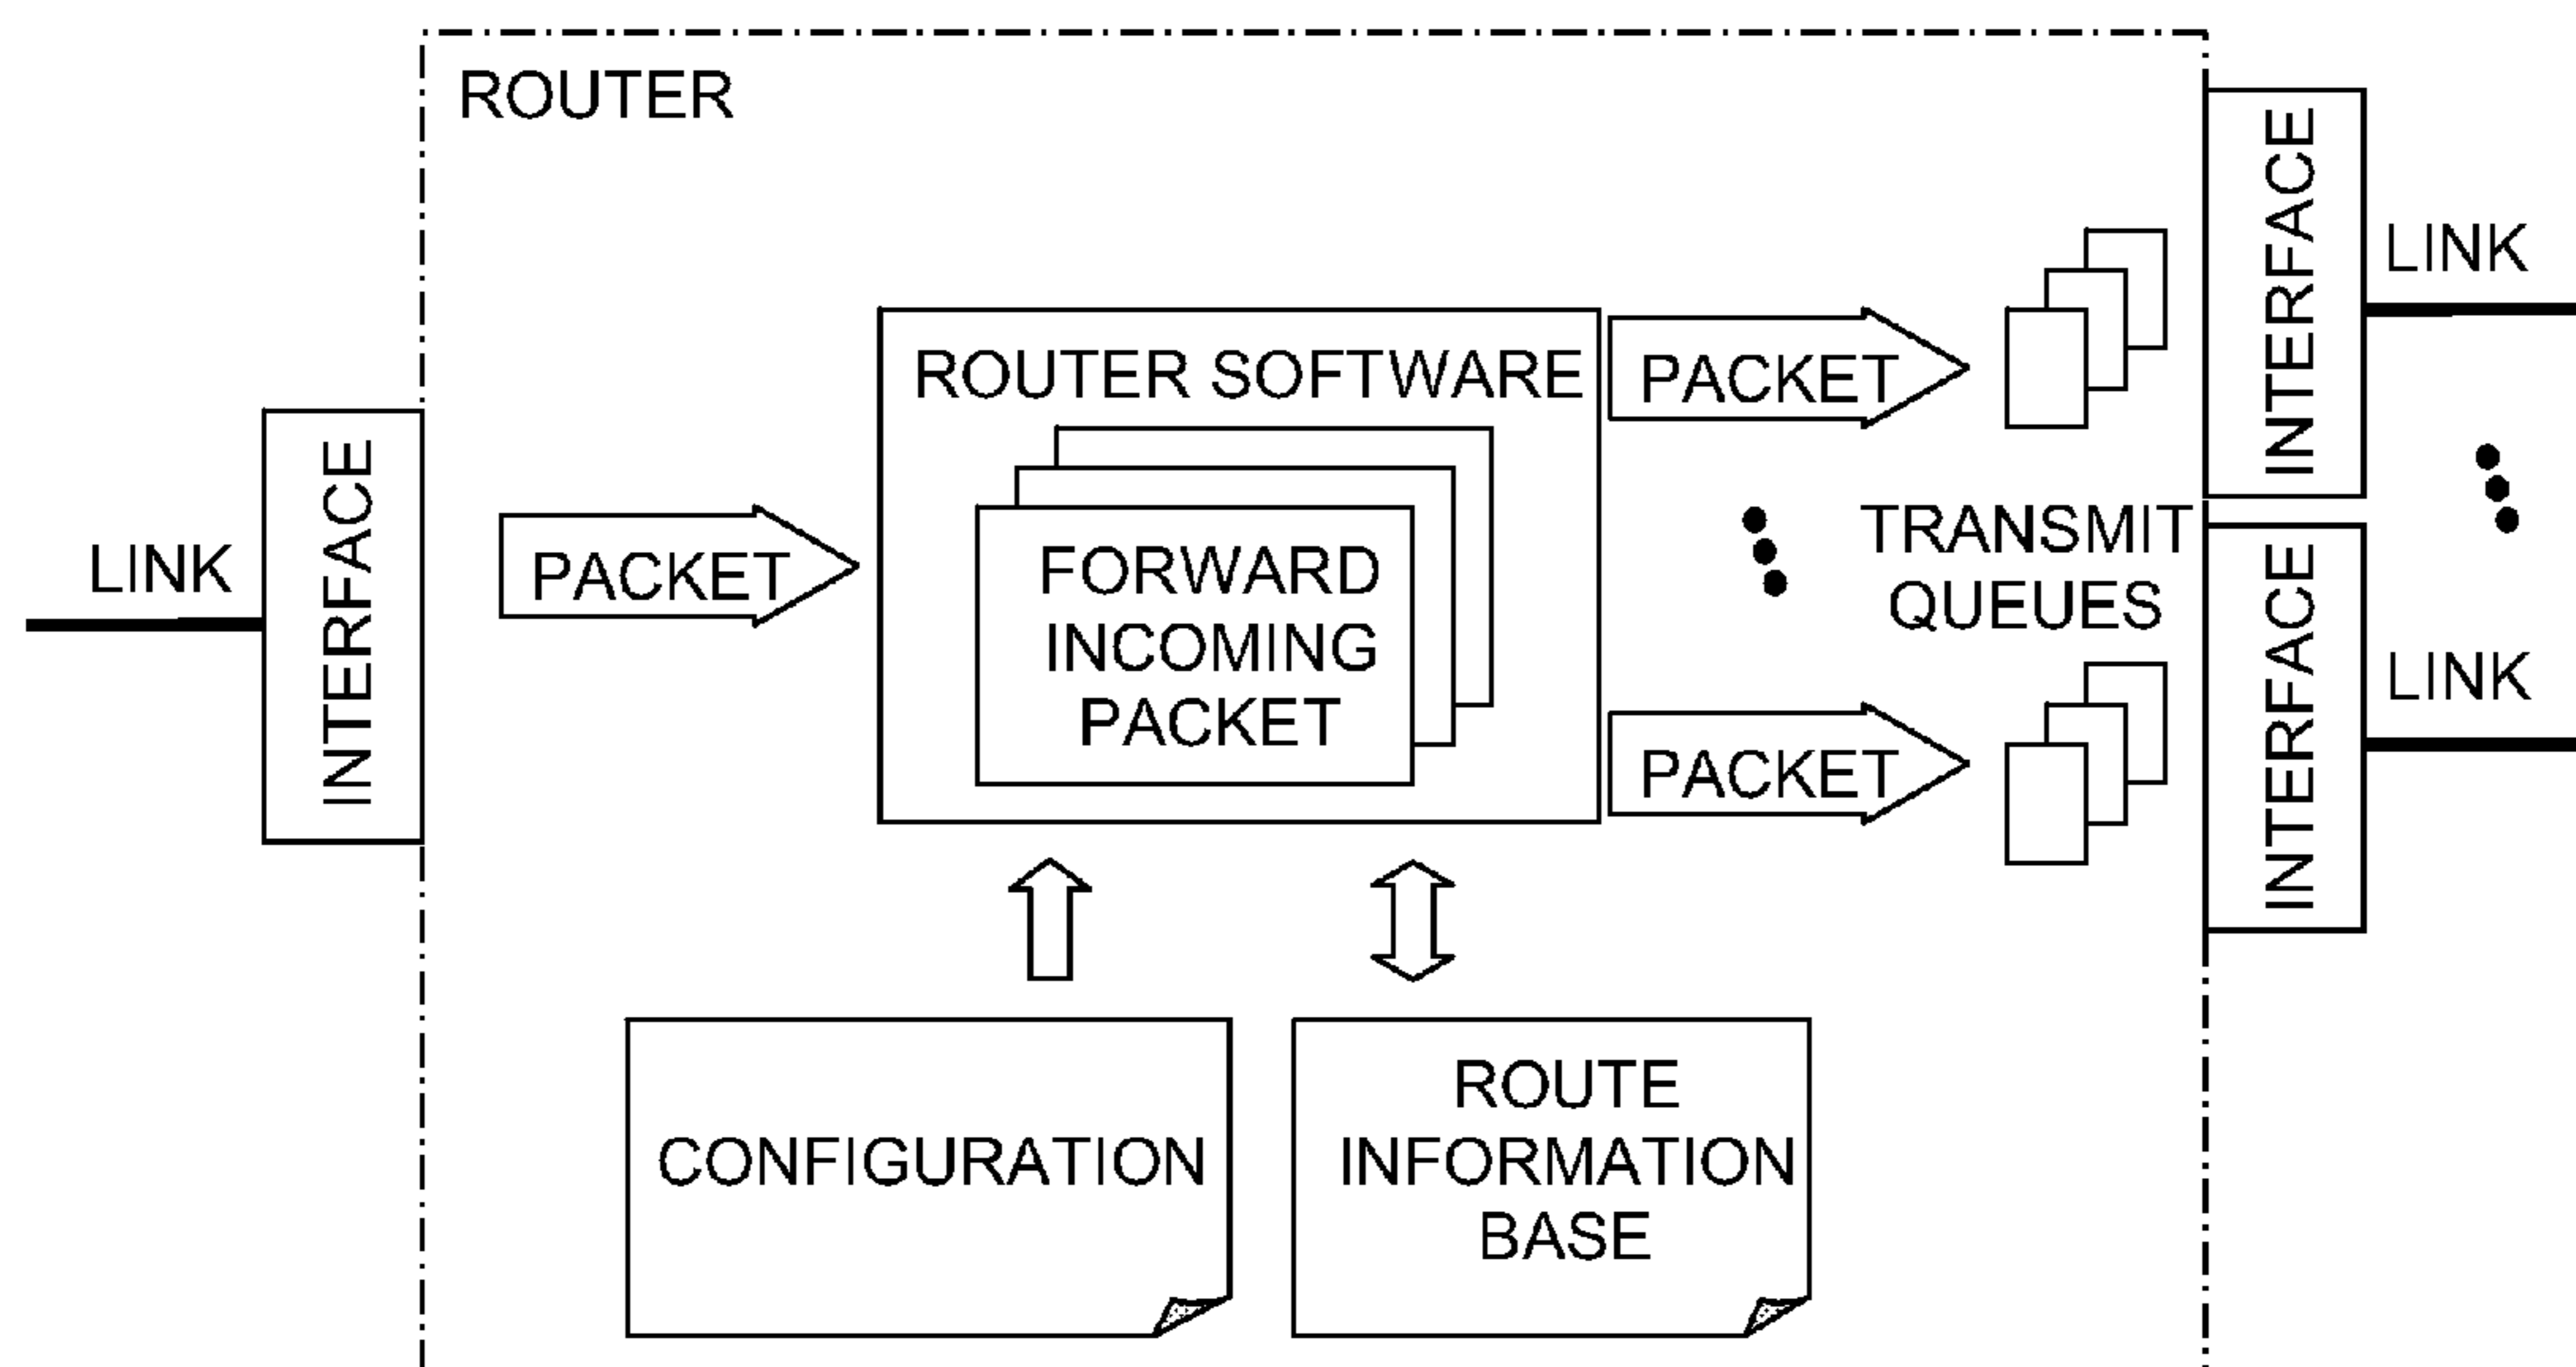 ROUTER
LINK
INTERFACE
PACKET
ROUTER SOFTWARE
FORWARD
INCOMING
PACKET
PACKET
PACKET
TRANSMIT
QUEUES
INTERFACE
LINK
INTERFACE
LINK
CONFIGURATION
ROUTE
INFORMATION
BASE